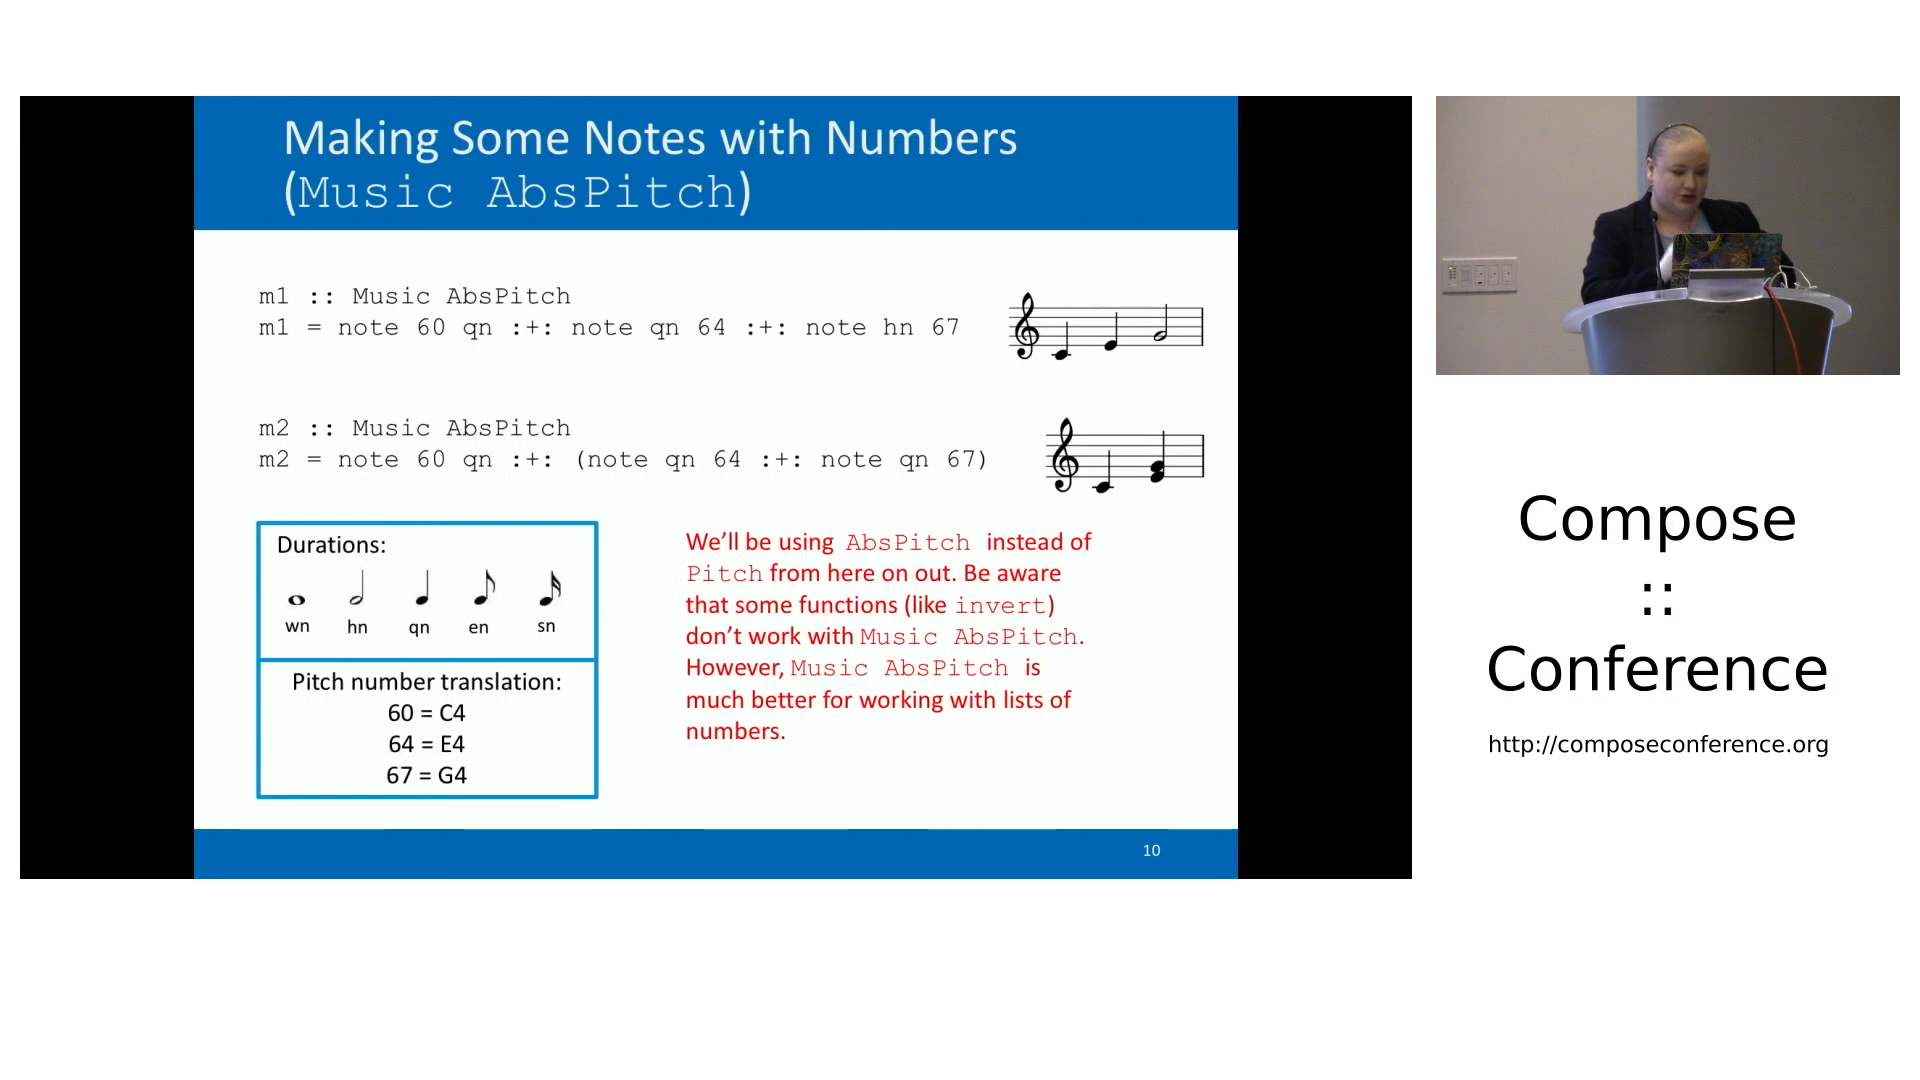 Making Some Notes with Numbers
(Music AbsPitch)
m1 :: Music AbsPitch
m1 = note 60 qn :+: note qn 64 :+: note hn 67
m2 :: Music AbsPitch
m2 = note 60 qn :+: (note qn 64 :+: note qn 67)
Durations:
wn hn qn en sn
Pitch number translation:
60 = C4
64 = E4
67 = G4
We’ll be using AbsPitch instead of
Pitch from here on out. Be aware
that some functions (like invert)
don’t work with Music AbsPitch.
However, Music AbsPitch is
much better for working with lists of
numbers.
10
Compose
::
Conference
http://composeconference.org